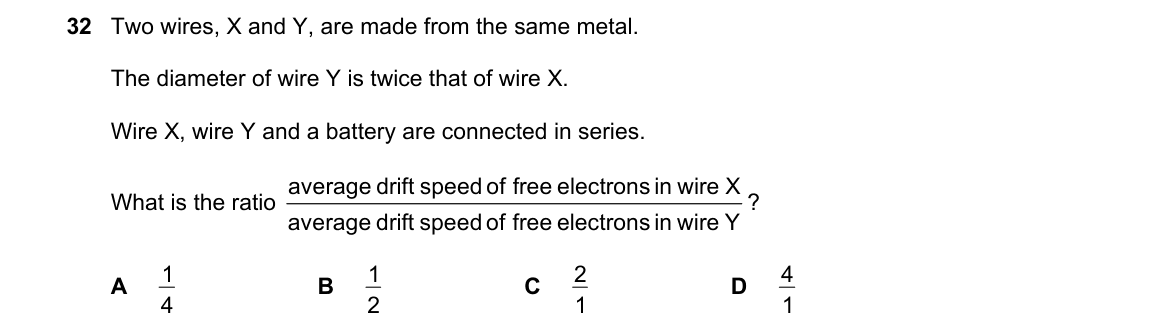 32 Two wires, X and Y, are made from the same metal.
The diameter of wire Y is twice that of wire X.
Wire X, wire Y and a battery are connected in series.
What is the ratio average drift speed of free electrons in wire X / average drift speed of free electrons in wire Y ?
A 1/4 B 1/2 C 2/1 D 4/1